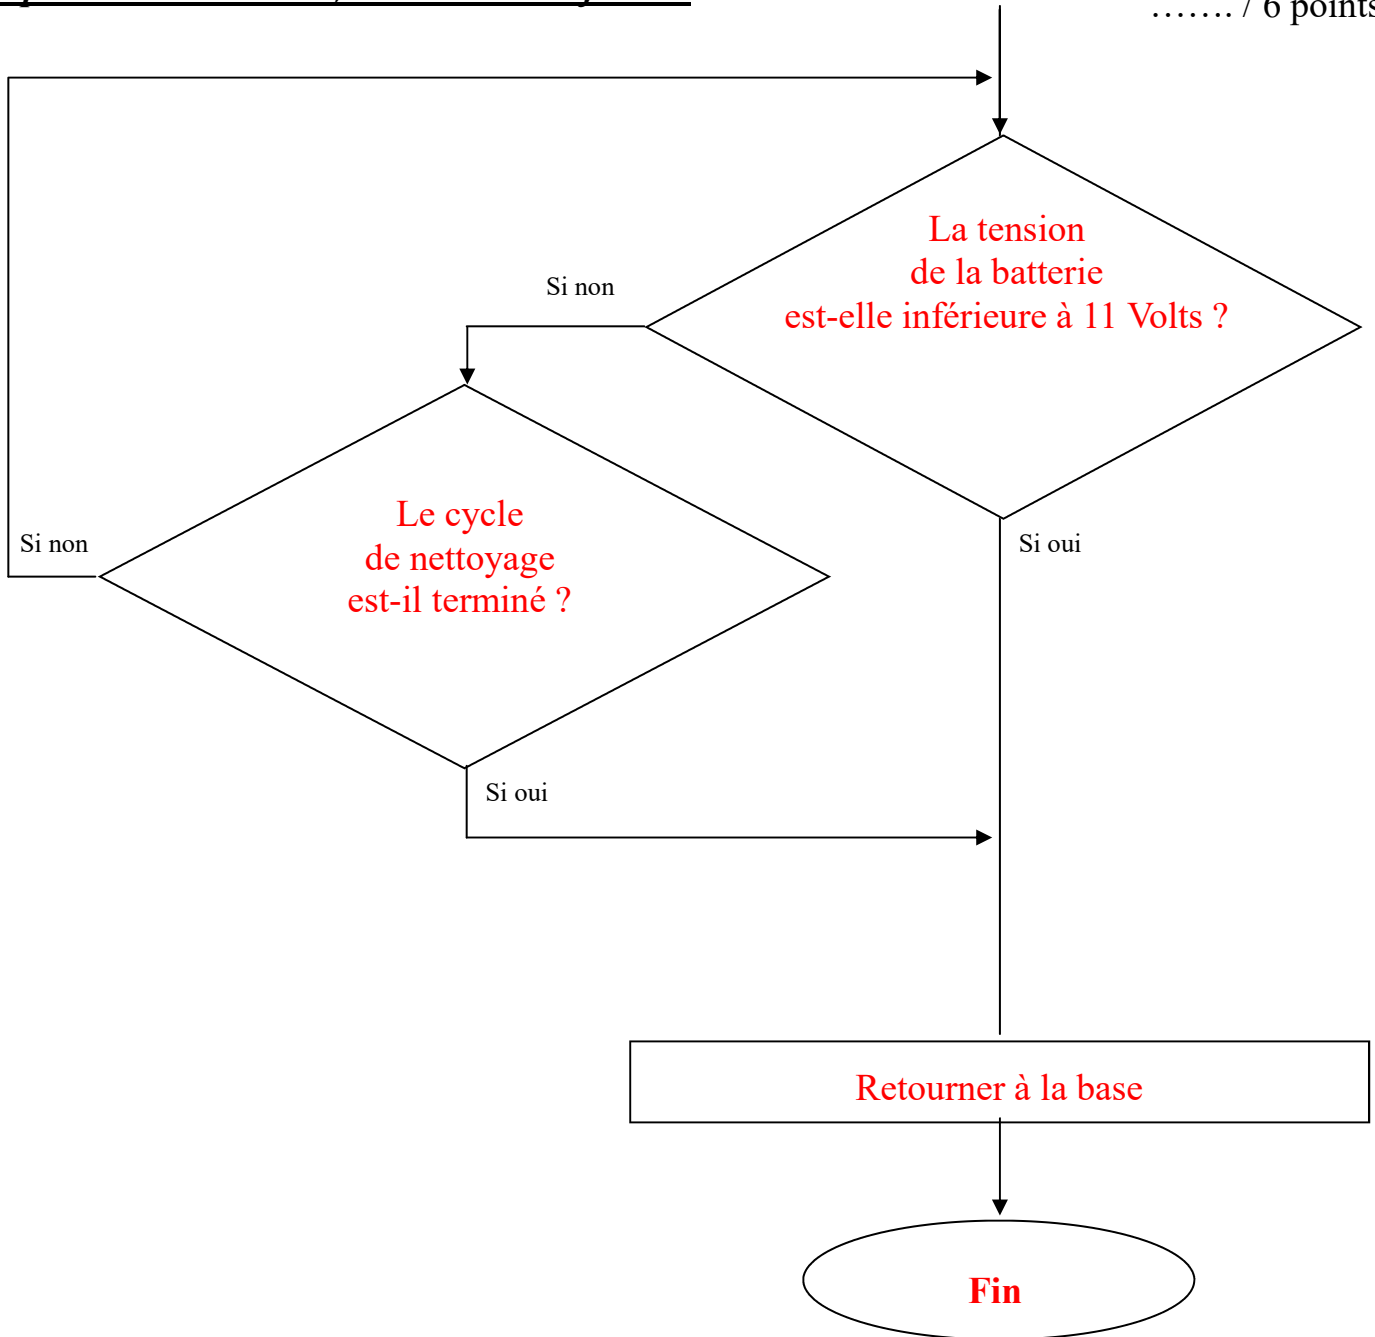 ……. / 6 points
La tension
de la batterie
est-elle inférieure à 11 Volts ?
Si non
Le cycle
de nettoyage
est-il terminé ?
Si non
Si oui
Si oui
Retourner à la base
Fin